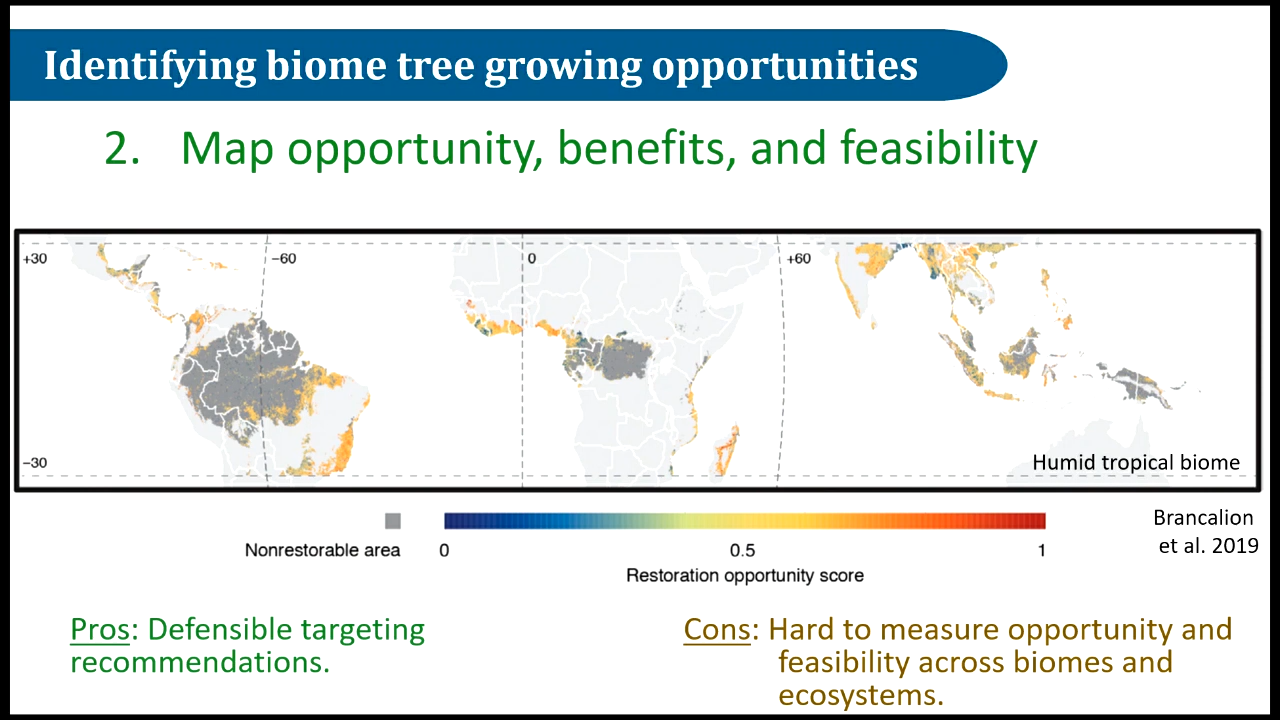 Identifying biome tree growing opportunities
2. Map opportunity, benefits, and feasibility
+30
−60
0
+60
−30
Humid tropical biome
Brancalion
et al. 2019
Nonrestorable area
0
0.5
1
Restoration opportunity score
Pros: Defensible targeting
recommendations.
Cons: Hard to measure opportunity and
feasibility across biomes and
ecosystems.